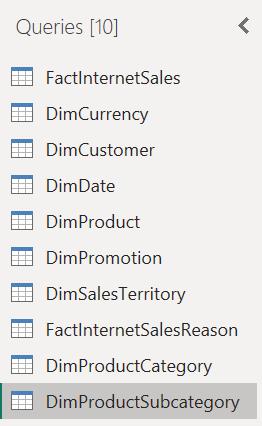 Queries [10]
FactInternetSales
DimCurrency
DimCustomer
DimDate
DimProduct
DimPromotion
DimSalesTerritory
FactInternetSalesReason
DimProductCategory
DimProductSubcategory